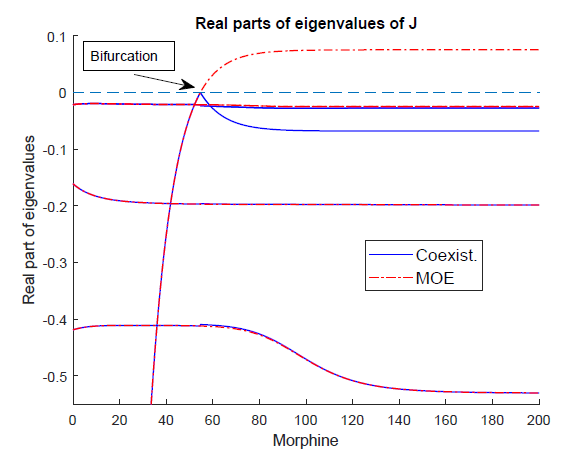 Real parts of eigenvalues of J
0.1
Bifurcation
0
-0.1
-0.2
-0.3
-0.4
-0.5
Real part of eigenvalues
Coexist.
MOE
0 20 40 60 80 100 120 140 160 180 200
Morphine